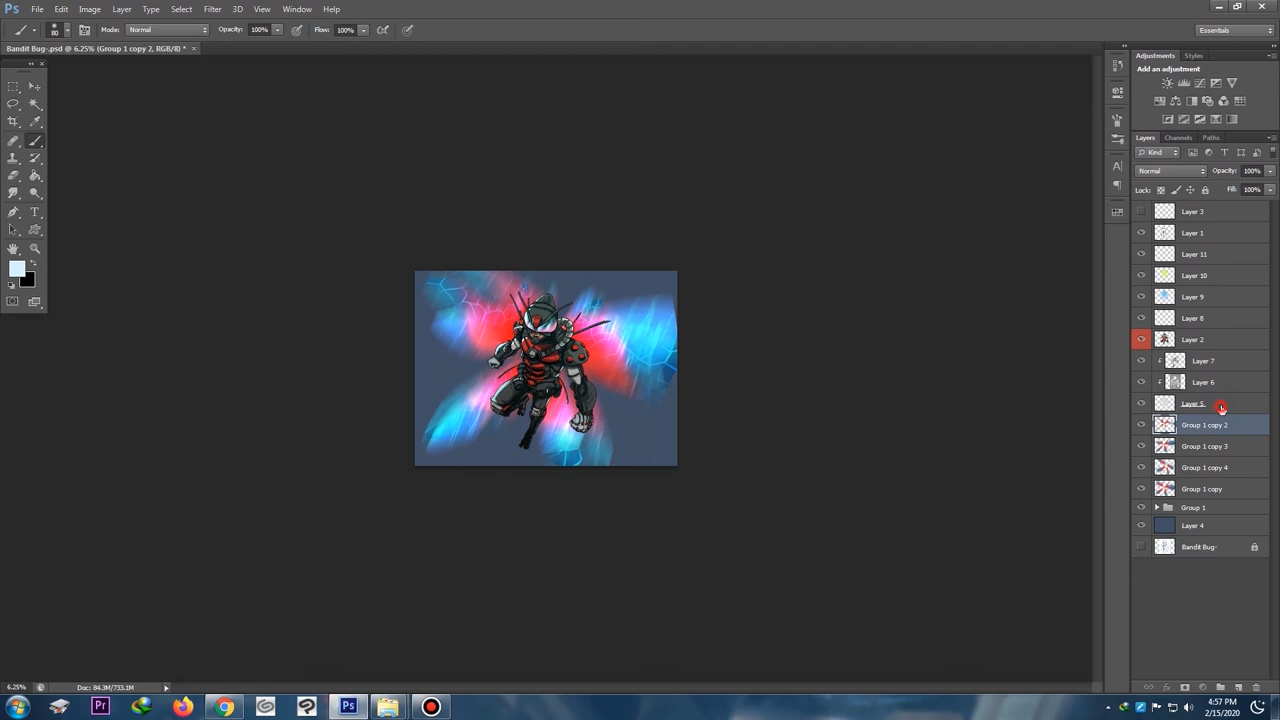 Ps File Edit Image Layer Type Select Filter 3D View Window Help
80 Mode: Normal Opacity: 100% Flow: 100% Essentials
Bandit Bug-.psd @ 6.25% (Group 1 copy 2, RGB/8) * ×
Adjustments Styles
Add an adjustment
Layers Channels Paths
Kind
Normal Opacity: 100%
Lock: Fill: 100%
Layer 3
Layer 1
Layer 11
Layer 10
Layer 9
Layer 8
Layer 2
Layer 7
Layer 6
Layer 5
Group 1 copy 2
Group 1 copy 3
Group 1 copy 4
Group 1 copy
Group 1
Layer 4
Bandit Bug-
6.25% Doc: 84.3M/733.1M
Pr Ps
4:57 PM
2/15/2020